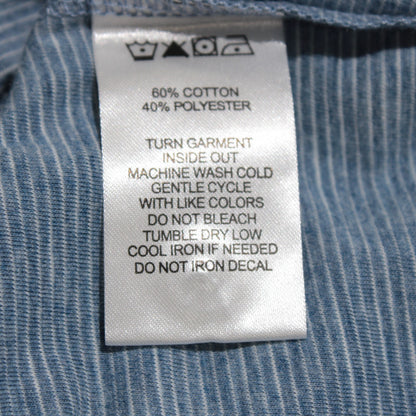 60% COTTON
40% POLYESTER
TURN GARMENT
INSIDE OUT
MACHINE WASH COLD
GENTLE CYCLE
WITH LIKE COLORS
DO NOT BLEACH
TUMBLE DRY LOW
COOL IRON IF NEEDED
DO NOT IRON DECAL